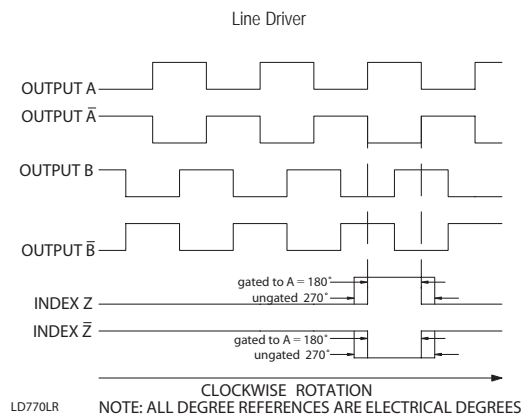 Line Driver
OUTPUT A
OUTPUT A̅
OUTPUT B
OUTPUT B̅
gated to A = 180°
ungated 270°
INDEX Z
INDEX Z̅
gated to A = 180°
ungated 270°
CLOCKWISE ROTATION
LD770LR NOTE: ALL DEGREE REFERENCES ARE ELECTRICAL DEGREES